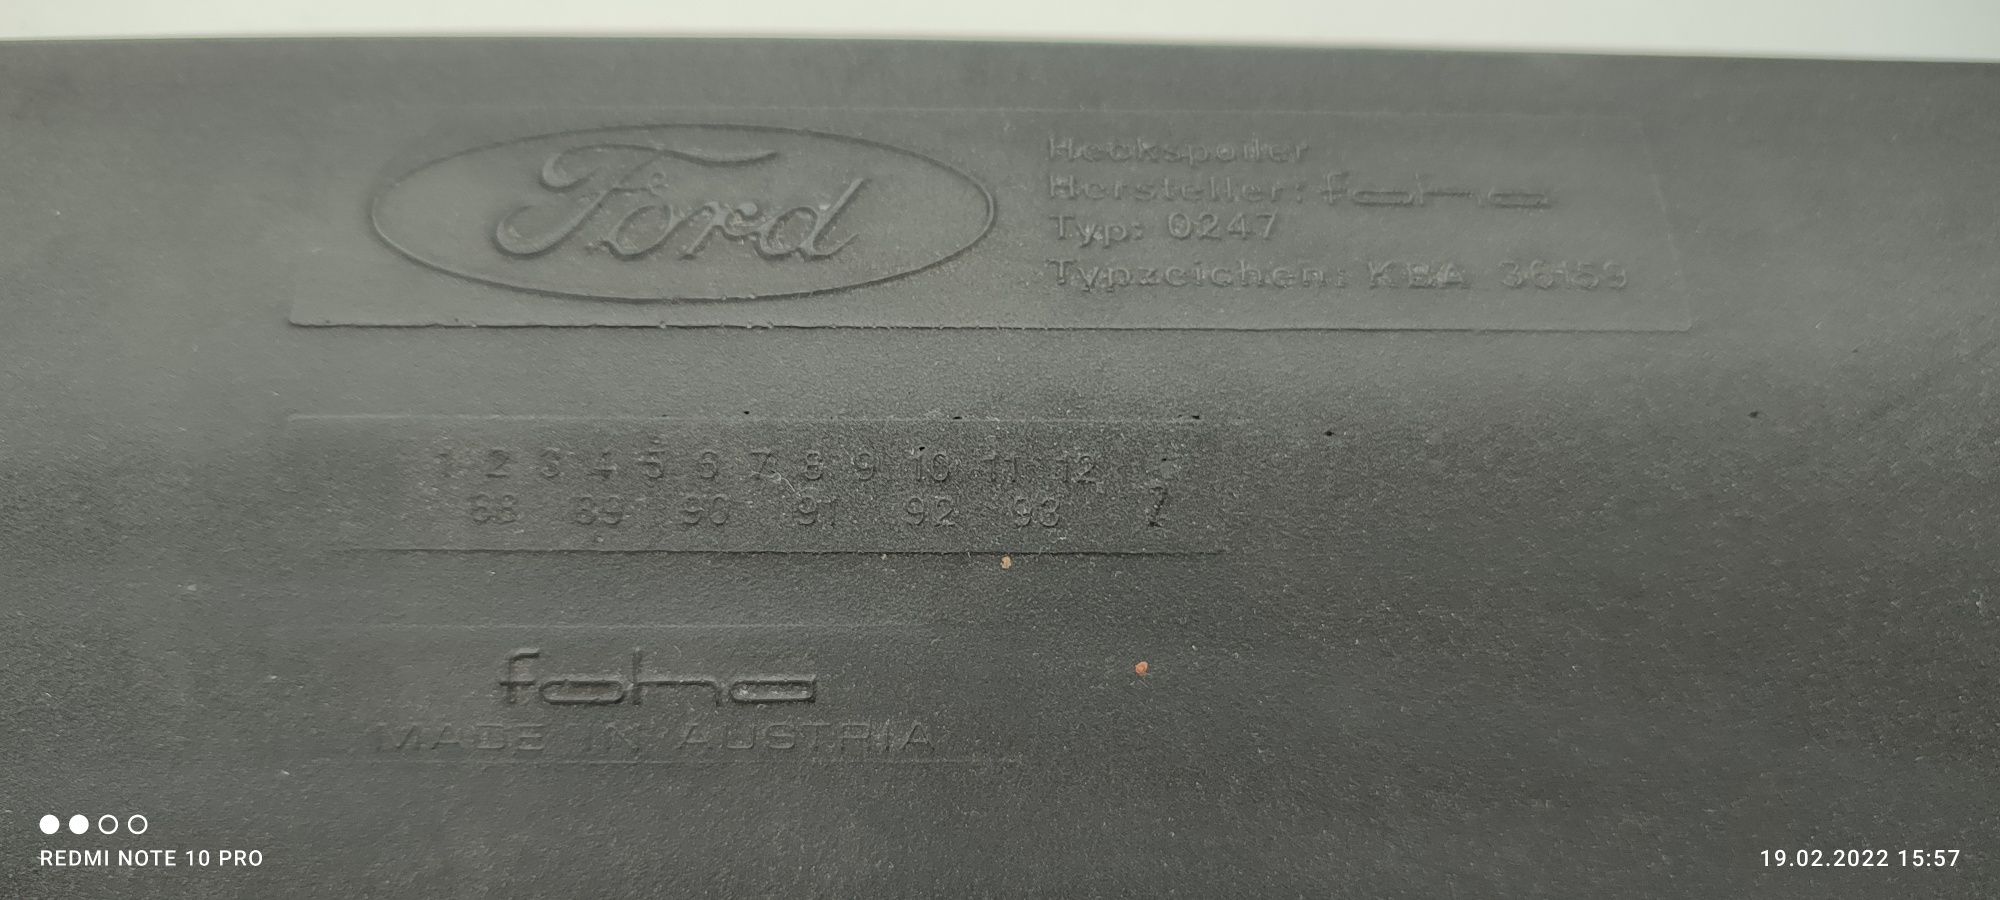 Ford
Heckspoiler
Hersteller: foha
Typ: 0247
Typzeichen: KBA 36159
1 2 3 4 5 6 7 8 9 10 11 12
88 89 90 91 92 93
foha
MADE IN AUSTRIA
REDMI NOTE 10 PRO
19.02.2022 15:57